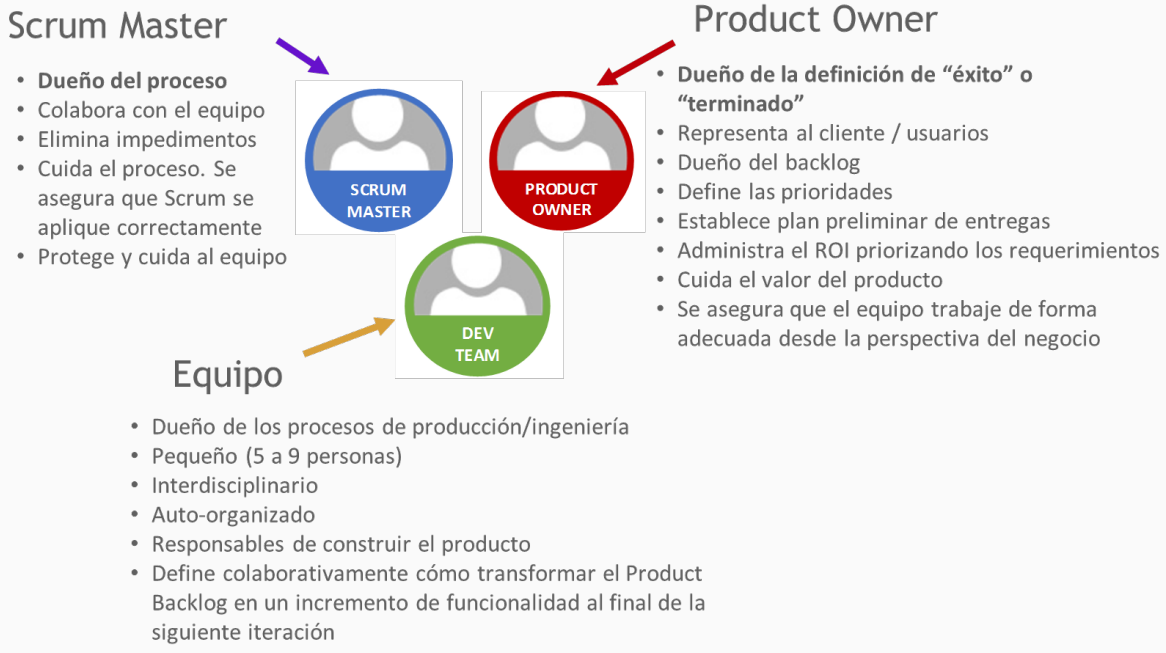 Scrum Master
• Dueño del proceso
• Colabora con el equipo
• Elimina impedimentos
• Cuida el proceso. Se
asegura que Scrum se
aplique correctamente
• Protege y cuida al equipo
SCRUM
MASTER
Product Owner
• Dueño de la definición de “éxito” o
“terminado”
• Representa al cliente / usuarios
• Dueño del backlog
• Define las prioridades
• Establece plan preliminar de entregas
• Administra el ROI priorizando los requerimientos
• Cuida el valor del producto
• Se asegura que el equipo trabaje de forma
adecuada desde la perspectiva del negocio
PRODUCT
OWNER
DEV
TEAM
Equipo
• Dueño de los procesos de producción/ingeniería
• Pequeño (5 a 9 personas)
• Interdisciplinario
• Auto-organizado
• Responsables de construir el producto
• Define colaborativamente cómo transformar el Product
Backlog en un incremento de funcionalidad al final de la
siguiente iteración